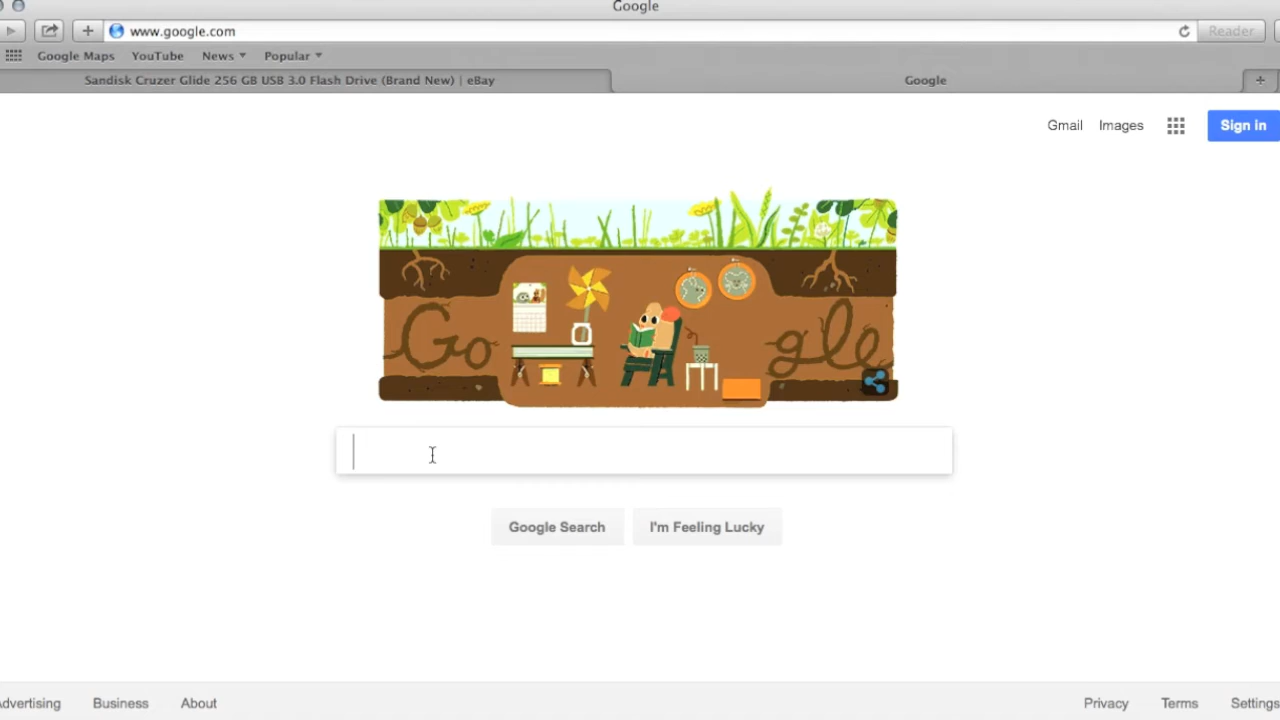 Google
www.google.com
Reader
Google Maps YouTube News Popular
Sandisk Cruzer Glide 256 GB USB 3.0 Flash Drive (Brand New) | eBay
Google
Gmail Images Sign in
Go gle
Google Search I'm Feeling Lucky
dvertising Business About Privacy Terms Settings